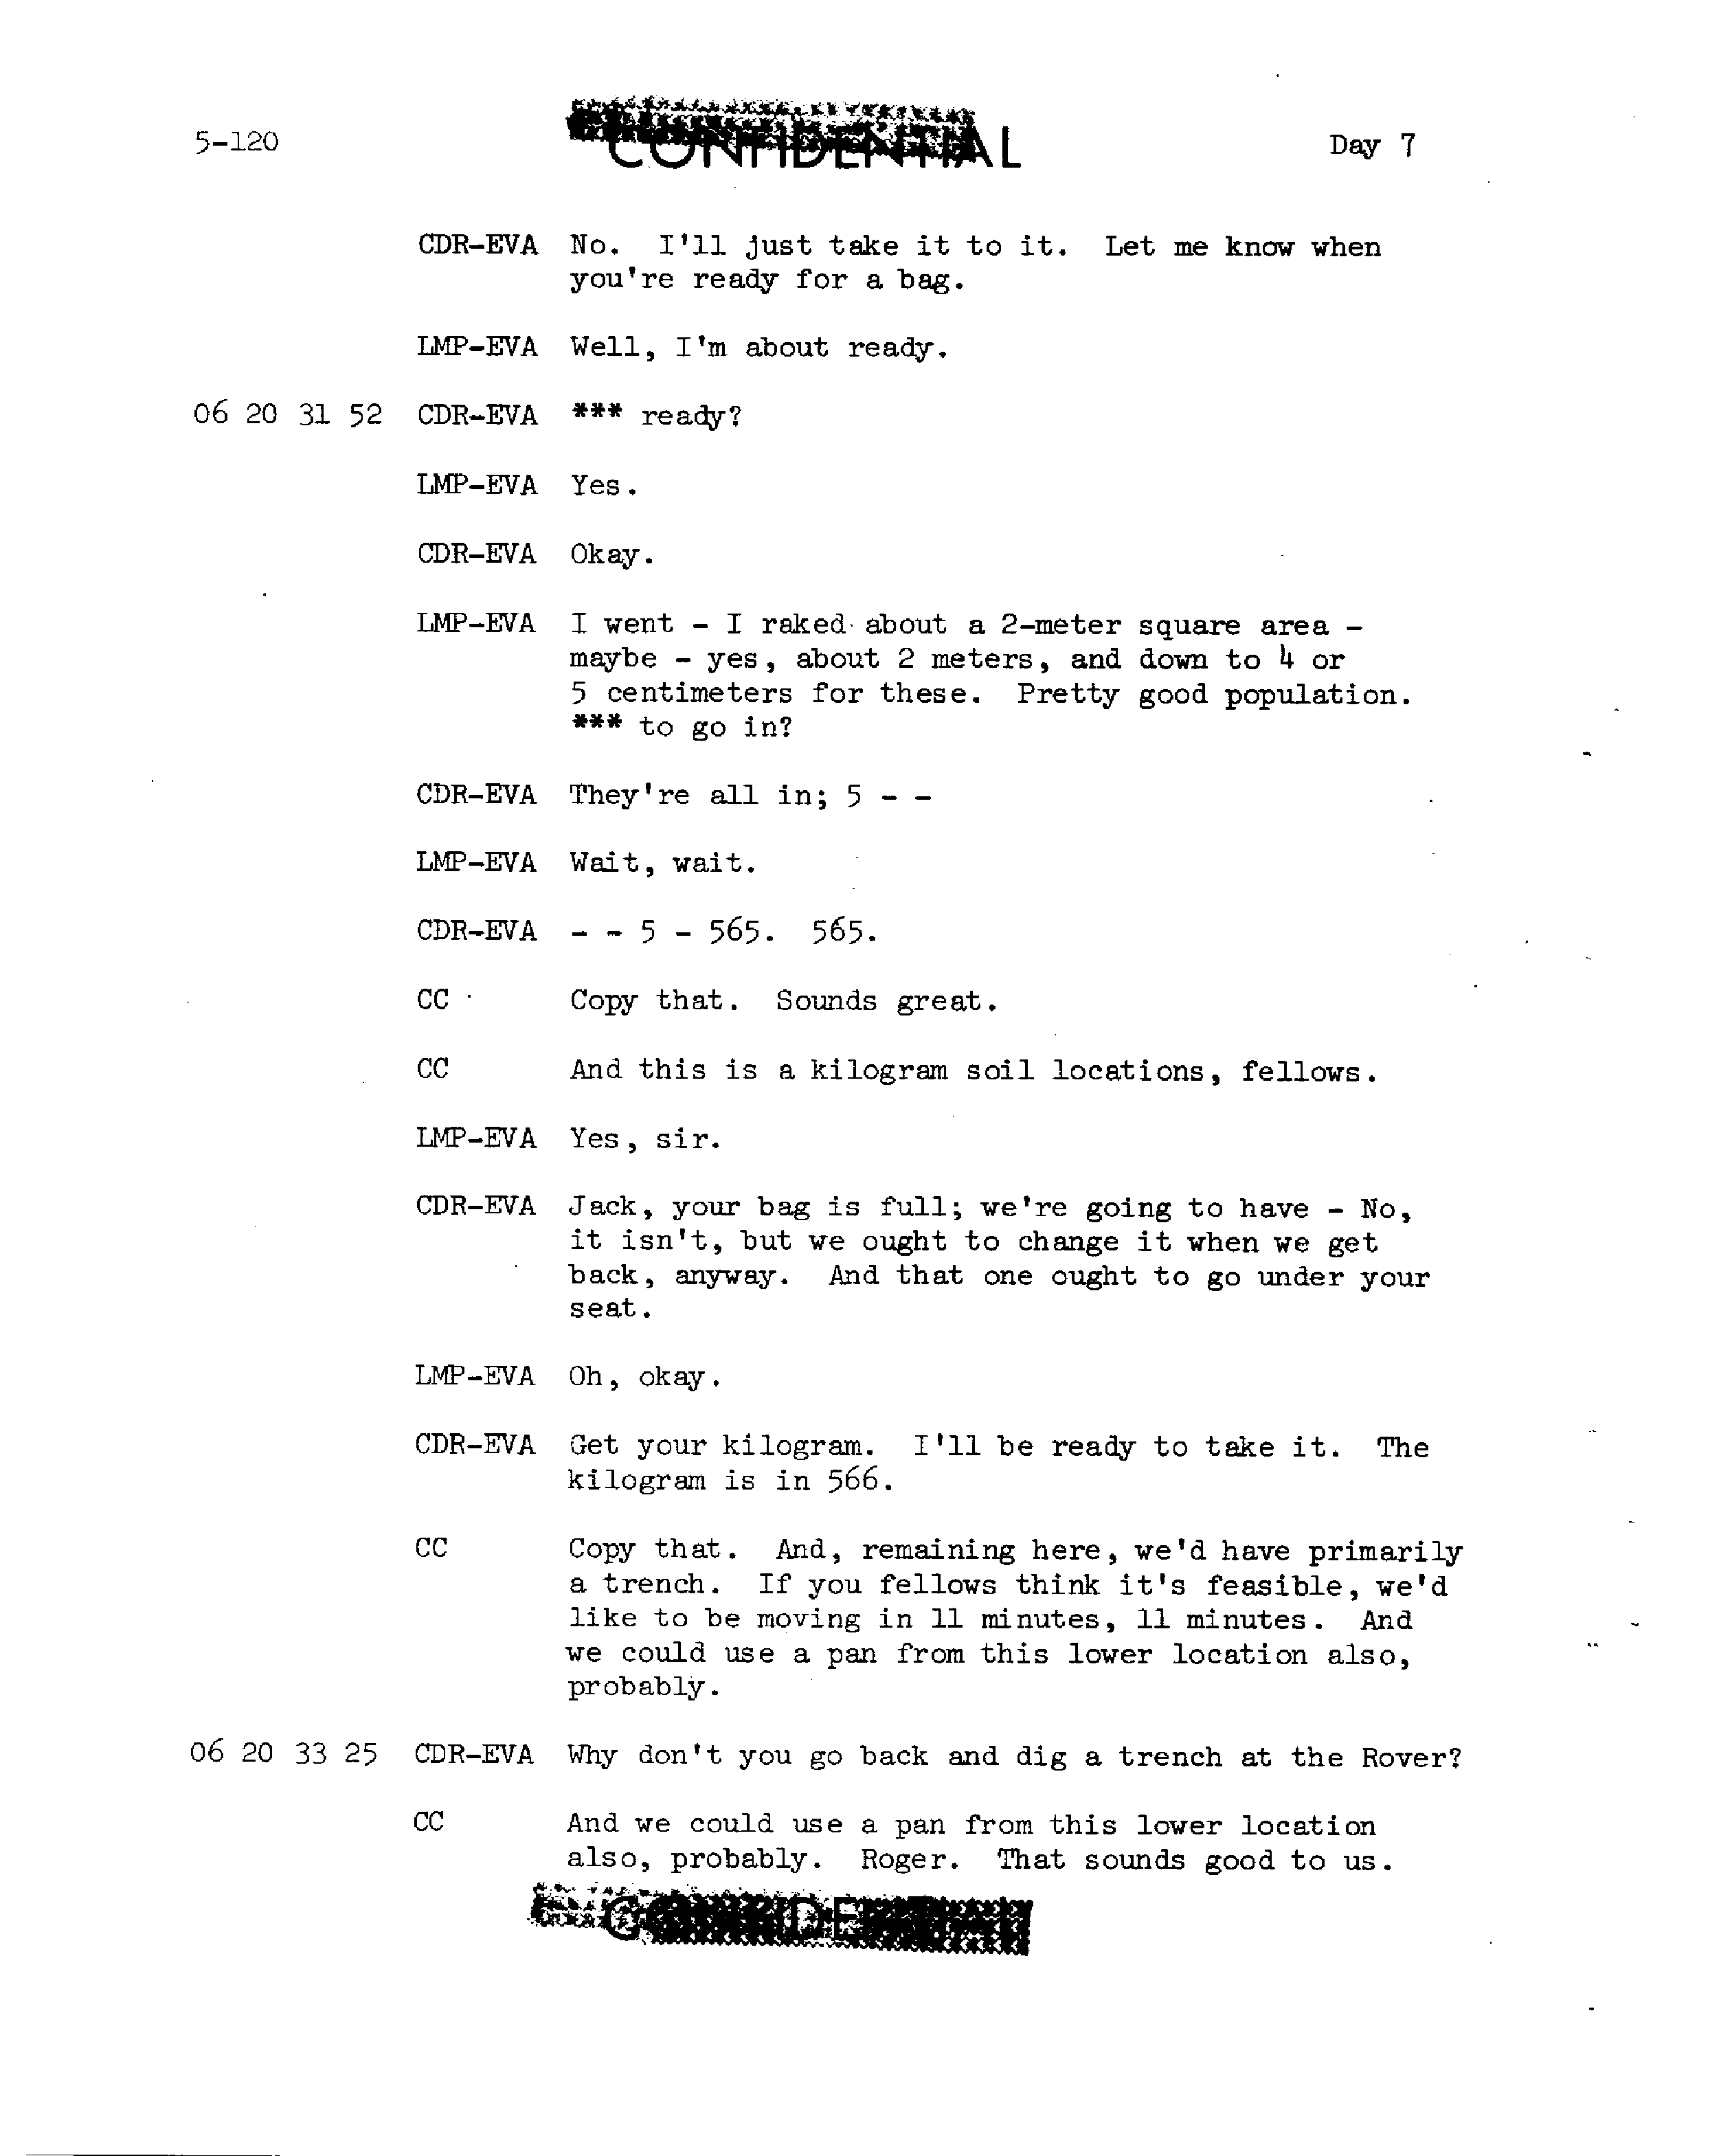 5-120
CONFIDENTIAL
Day 7
CDR-EVA No. I'll just take it to it. Let me know when
you're ready for a bag.
LMP-EVA Well, I'm about ready.
06 20 31 52 CDR-EVA *** ready?
LMP-EVA Yes.
CDR-EVA Okay.
LMP-EVA I went - I raked about a 2-meter square area -
maybe - yes, about 2 meters, and down to 4 or
5 centimeters for these. Pretty good population.
*** to go in?
CDR-EVA They're all in; 5 - -
LMP-EVA Wait, wait.
CDR-EVA - - 5 - 565. 565.
CC Copy that. Sounds great.
CC And this is a kilogram soil locations, fellows.
LMP-EVA Yes, sir.
CDR-EVA Jack, your bag is full; we're going to have - No,
it isn't, but we ought to change it when we get
back, anyway. And that one ought to go under your
seat.
LMP-EVA Oh, okay.
CDR-EVA Get your kilogram. I'll be ready to take it. The
kilogram is in 566.
CC Copy that. And, remaining here, we'd have primarily
a trench. If you fellows think it's feasible, we'd
like to be moving in 11 minutes, 11 minutes. And
we could use a pan from this lower location also,
probably.
06 20 33 25 CDR-EVA Why don't you go back and dig a trench at the Rover?
CC And we could use a pan from this lower location
also, probably. Roger. That sounds good to us.
CONFIDENTIAL